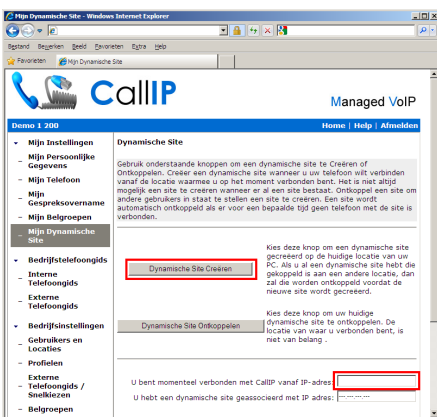 Mijn Dynamische Site - Windows Internet Explorer
Bestand Bewerken Beeld Favorieten Extra Help
Favorieten Mijn Dynamische Site
CallIP
Managed VoIP
Demo 1 200
Home | Help | Afmelden
Mijn Instellingen
– Mijn Persoonlijke
Gegevens
– Mijn Telefoon
– Mijn
Gespreksovername
– Mijn Belgroepen
– Mijn Dynamische
Site
Bedrijfstelefoongids
– Interne
Telefoongids
– Externe
Telefoongids
Bedrijfsinstellingen
– Gebruikers en
Locaties
– Profielen
– Externe
Telefoongids /
Snelkiezen
– Belgroepen
Dynamische Site
Gebruik onderstaande knoppen om een dynamische site te Creëren of
Ontkoppelen. Creëer een dynamische site wanneer u uw telefoon wilt verbinden
vanaf de locatie waarmee u op het moment verbonden bent. Het is niet altijd
mogelijk een site te creëren wanneer er al een site bestaat. Ontkoppel een site om
andere gebruikers in staat te stellen een site te creëren. Een site wordt
automatisch ontkoppeld als er voor een bepaalde tijd geen telefoon met de site is
verbonden.
Dynamische Site Creëren
Kies deze knop om een dynamische site
gecreëerd op de huidige locatie van uw
PC. Als u al een dynamische site hebt die
gekoppeld is aan een andere locatie, dan
zal die worden ontkoppeld voordat de
nieuwe site wordt gecreëerd.
Dynamische Site Ontkoppelen
Kies deze knop om uw huidige
dynamische site te ontkoppelen. De
locatie van waar u verbonden bent, is
niet van belang .
U bent momenteel verbonden met CallIP vanaf IP-adres:
U hebt een dynamische site geassocieerd met IP adres: ---.---.---.---